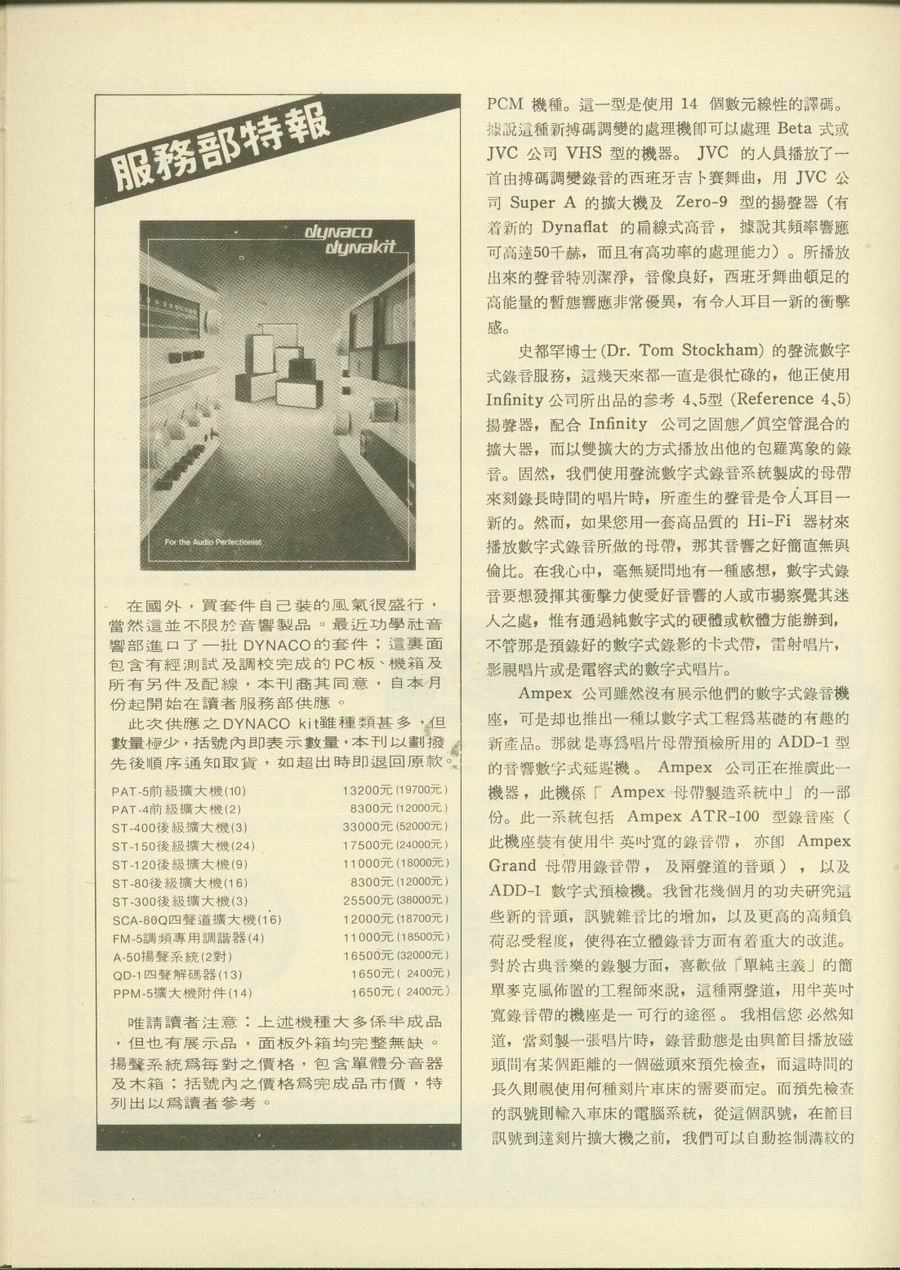 服務部特報
dynaco
dynakit
For the Audio Perfectionist
在國外，買套件自己裝的風氣很盛行，
當然這並不限於音響製品。最近功學社音
響部進口了一批DYNACO的套件；這裏面
包含有經測試及調校完成的PC板、機箱及
所有另件及配線，本刊商其同意，自本月
份起開始在讀者服務部供應。
此次供應之DYNACO kit雖種類甚多，但
數量極少，括號內即表示數量，本刊以劃撥
先後順序通知取貨，如超出時即退回原款。
PAT-5前級擴大機(10) 13200元(19700元)
PAT-4前級擴大機(2) 8300元(12000元)
ST-400後級擴大機(3) 33000元(52000元)
ST-150後級擴大機(24) 17500元(24000元)
ST-120後級擴大機(9) 11000元(18000元)
ST-80後級擴大機(16) 8300元(12000元)
ST-300後級擴大機(3) 25500元(38000元)
SCA-80Q四聲道擴大機(16) 12000元(18700元)
FM-5調頻專用調諧器(4) 11000元(18500元)
A-50揚聲系統(2對) 16500元(32000元)
QD-1四聲解碼器(13) 1650元( 2400元)
PPM-5擴大機附件(14) 1650元( 2400元)
唯請讀者注意：上述機種大多係半成品
，但也有展示品，面板外箱均完整無缺。
揚聲系統爲每對之價格，包含單體分音器
及木箱；括號內之價格爲完成品市價，特
列出以爲讀者參考。
PCM 機種。這一型是使用 14 個數元線性的譯碼。
據說這種新搏碼調變的處理機卽可以處理 Beta 式或
JVC 公司 VHS 型的機器。 JVC 的人員播放了一
首由搏碼調變錄音的西班牙吉卜賽舞曲，用 JVC 公
司 Super A 的擴大機及 Zero-9 型的揚聲器（有
着新的 Dynaflat 的扁線式高音，據說其頻率響應
可高達50千赫，而且有高功率的處理能力）。所播放
出來的聲音特別潔淨，音像良好，西班牙舞曲頓足的
高能量的暫態響應非常優異，有令人耳目一新的衝擊
感。
史都罕博士(Dr. Tom Stockham) 的聲流數字
式錄音服務，這幾天來都一直是很忙碌的，他正使用
Infinity公司所出品的參考 4、5型 (Reference 4、5)
揚聲器，配合 Infinity 公司之固態／眞空管混合的
擴大器，而以雙擴大的方式播放出他的包羅萬象的錄
音。固然，我們使用聲流數字式錄音系統製成的母帶
來刻錄長時間的唱片時，所產生的聲音是令人耳目一
新的。然而，如果您用一套高品質的 Hi-Fi 器材來
播放數字式錄音所做的母帶，那其音響之好簡直無與
倫比。在我心中，毫無疑問地有一種感想，數字式錄
音要想發揮其衝擊力使愛好音響的人或市場察覺其迷
人之處，惟有通過純數字式的硬體或軟體方能辦到，
不管那是預錄好的數字式錄影的卡式帶，雷射唱片，
影視唱片或是電容式的數字式唱片。
Ampex 公司雖然沒有展示他們的數字式錄音機
座，可是却也推出一種以數字式工程爲基礎的有趣的
新產品。那就是專爲唱片母帶預檢所用的 ADD-1 型
的音響數字式延遲機。 Ampex 公司正在推廣此一
機器，此機係「 Ampex 母帶製造系統中」的一部
份。此一系統包括 Ampex ATR-100 型錄音座（
此機座裝有使用半 英吋寬的錄音帶，亦卽 Ampex
Grand 母帶用錄音帶，及兩聲道的音頭），以及
ADD-1 數字式預檢機。我曾花幾個月的功夫硏究這
些新的音頭，訊號雜音比的增加，以及更高的高頻負
荷忍受程度，使得在立體錄音方面有着重大的改進。
對於古典音樂的錄製方面，喜歡做「單純主義」的簡
單麥克風佈置的工程師來說，這種兩聲道，用半英吋
寬錄音帶的機座是一 可行的途徑。 我相信您 必然知
道，當刻製一張唱片時，錄音動態是由與節目播放磁
頭間有某個距離的一個磁頭來預先檢查，而這時間的
長久則視使用何種刻片車床的需要而定。而預先檢查
的訊號則輸入車床的電腦系統，從這個訊號，在節目
訊號到達刻片擴大機之前，我們可以自動控制溝紋的